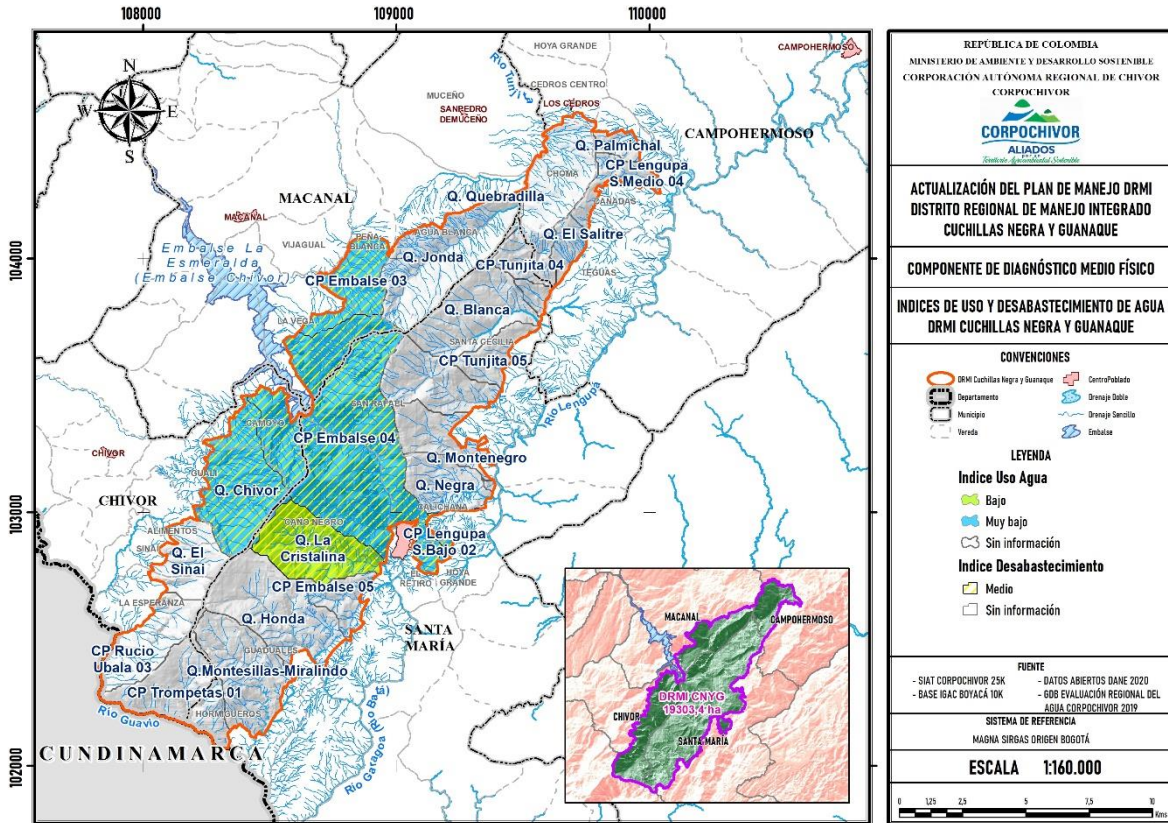 108000
109000
110000
104000
103000
102000
N
W
E
S
HOYA GRANDE
CAMPOHERMOSO
Río Tunjita
CEDROS CENTRO
MUCEÑO
SANPEDRO
DEMUCEÑO
LOS CEDROS
CAMPOHERMOSO
Q. Palmichal
CHOMA
CP Lengupa
S.Medio 04
CAÑADAS
MACANAL
Q. Quebradilla
MACANAL
VIJAGUAL
PEÑA
BLANCA
AGUA BLANCA
Q. El Salitre
Embalse La
Esmeralda
(Embalse Chivor)
Q. Jonda
CP Tunjita 04
CP Embalse 03
TEGUAS
Q. Blanca
LA VEGA
SANTA CECILIA
CP Tunjita 05
SAN RAFAEL
Río Lengupá
CP Embalse 04
CHIVOR
GUALI
Q. Montenegro
Q. Chivor
Q. Negra
CHIVOR
CALICHANA
CAÑO NEGRO
ALIMENTOS
CP Lengupa
S.Bajo 02
Q. La
Cristalina
SINAI
Q. El
Sinai
EL
RETIRO
HOYA
GRANDE
CP Embalse 05
LA ESPERANZA
Q. Honda
SANTA
MARÍA
GUADUALES
CP Rucio
Ubala 03
Q.Montesillas-Miralindo
CP Trompetas 01
HORMIGUEROS
Río Guavio
Río Batá
Río Garagoa
CUNDINAMARCA
MACANAL
CAMPOHERMOSO
DRMI CNYG
19303,4 ha
CHIVOR
SANTA MARÍA
REPÚBLICA DE COLOMBIA
MINISTERIO DE AMBIENTE Y DESARROLLO SOSTENIBLE
CORPORACIÓN AUTÓNOMA REGIONAL DE CHIVOR
CORPOCHIVOR
CORPOCHIVOR
ALIADOS
Territorio Agroambiental Sostenible
ACTUALIZACIÓN DEL PLAN DE MANEJO DRMI
DISTRITO REGIONAL DE MANEJO INTEGRADO
CUCHILLAS NEGRA Y GUANAQUE
COMPONENTE DE DIAGNÓSTICO MEDIO FÍSICO
INDICES DE USO Y DESABASTECIMIENTO DE AGUA
DRMI CUCHILLAS NEGRA Y GUANAQUE
CONVENCIONES
DRMI Cuchillas Negra y Guanaque
CentroPoblado
Departamento
Drenaje Doble
Municipio
Drenaje Sencillo
Vereda
Embalse
LEYENDA
Indice Uso Agua
Bajo
Muy bajo
Sin información
Indice Desabastecimiento
Medio
Sin información
FUENTE
- SIAT CORPOCHIVOR 25K
- BASE IGAC BOYACÁ 10K
- DATOS ABIERTOS DANE 2020
- GDB EVALUACIÓN REGIONAL DEL
AGUA CORPOCHIVOR 2019
SISTEMA DE REFERENCIA
MAGNA SIRGAS ORIGEN BOGOTÁ
ESCALA 1:160.000
0 1,25 2,5 5 7,5 10
Kms